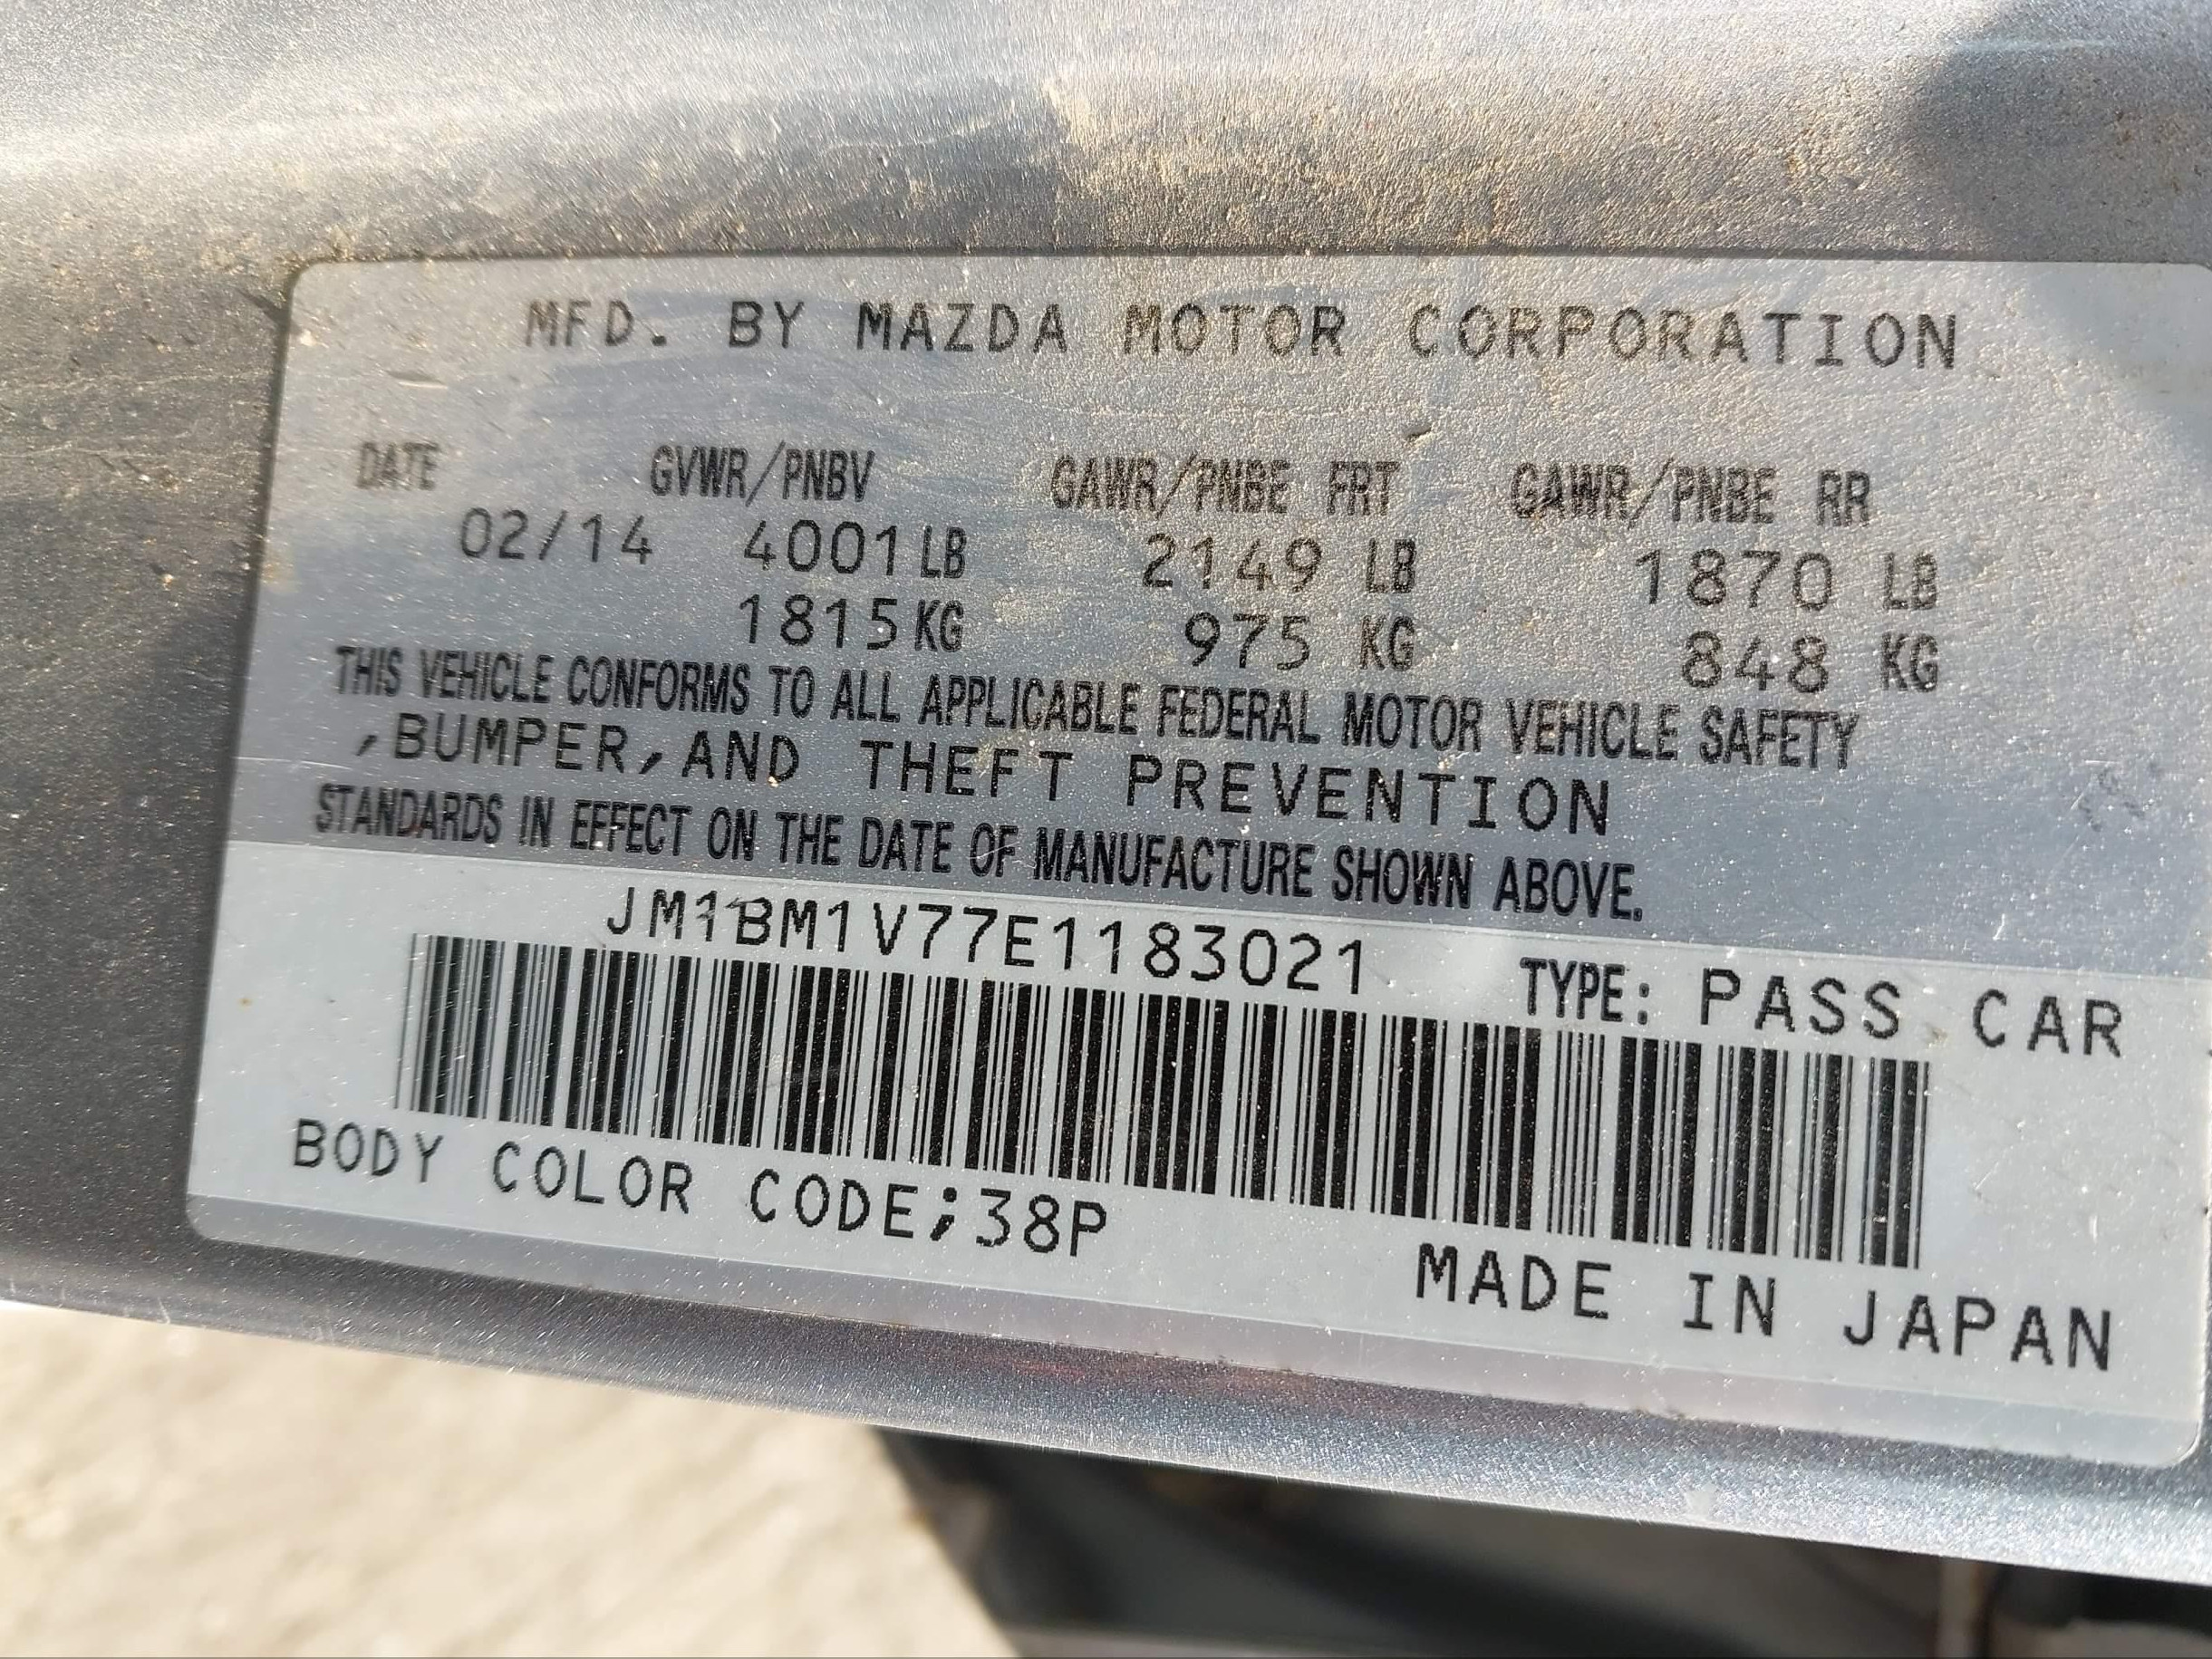 MFD. BY MAZDA MOTOR CORPORATION
DATE GVWR/PNBV GAWR/PNBE FRT GAWR/PNBE RR
02/14 4001 LB 2149 LB 1870 LB
1815 KG 975 KG 848 KG
THIS VEHICLE CONFORMS TO ALL APPLICABLE FEDERAL MOTOR VEHICLE SAFETY
,BUMPER,AND THEFT PREVENTION
STANDARDS IN EFFECT ON THE DATE OF MANUFACTURE SHOWN ABOVE.
JM1BM1V77E1183021 TYPE: PASS CAR
BODY COLOR CODE;38P
MADE IN JAPAN